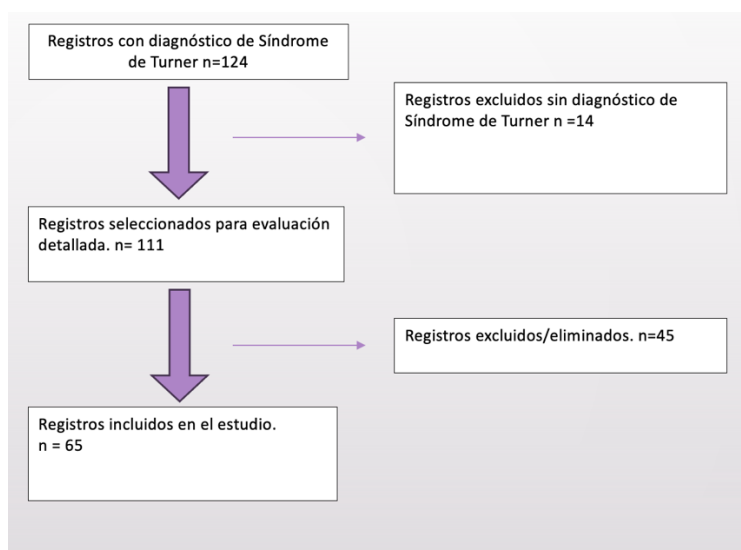 Registros con diagnóstico de Síndrome
de Turner n=124
Registros excluidos sin diagnóstico de
Síndrome de Turner n =14
Registros seleccionados para evaluación
detallada. n= 111
Registros excluidos/eliminados. n=45
Registros incluidos en el estudio.
n = 65